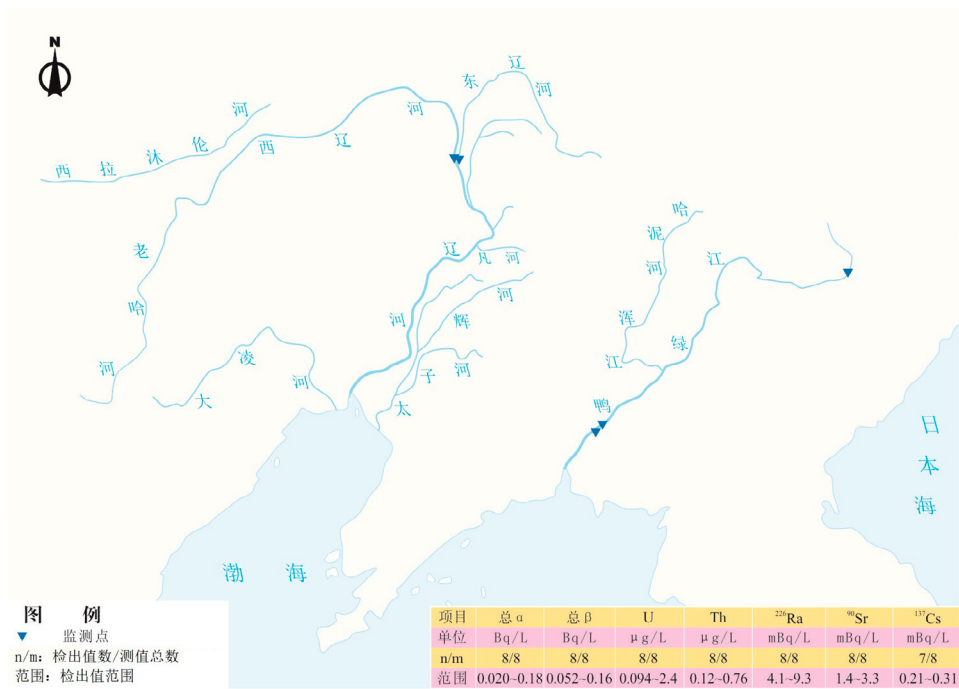 N
西拉沐伦河
西辽河
东辽河
老哈河
大凌河
辽河
凡河
辉河
太子河
哈泥河
浑江
鸭绿江
日本海
渤海
图 例
监测点
n/m：检出值数/测值总数
范围：检出值范围
项目 总α 总β U Th ²²⁶Ra ⁹⁰Sr ¹³⁷Cs
单位 Bq/L Bq/L μg/L μg/L mBq/L mBq/L mBq/L
n/m 8/8 8/8 8/8 8/8 8/8 8/8 7/8
范围 0.020~0.18 0.052~0.16 0.094~2.4 0.12~0.76 4.1~9.3 1.4~3.3 0.21~0.31